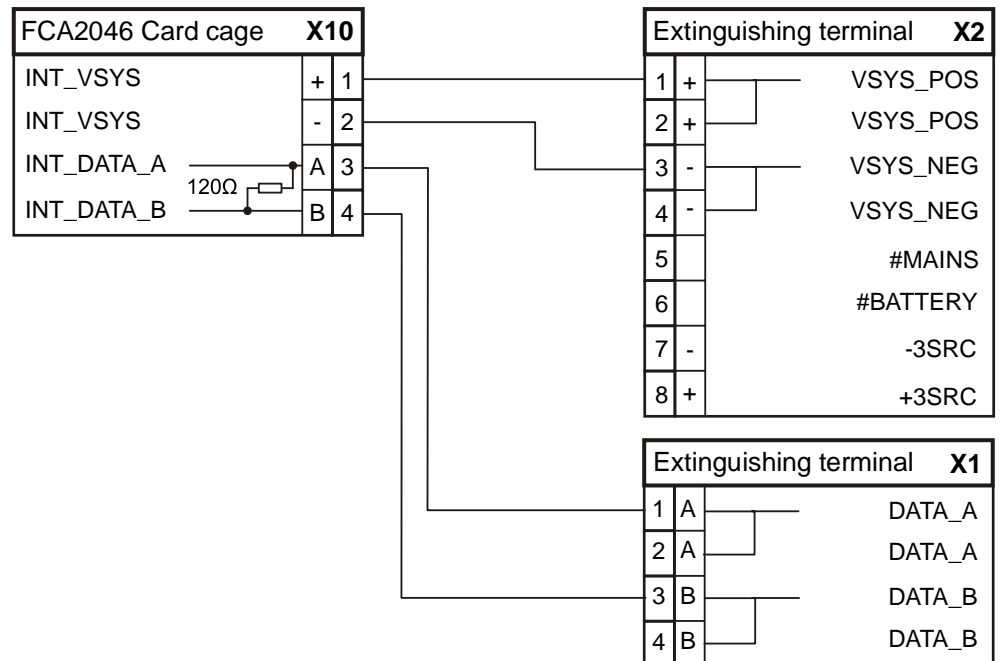 FCA2046 Card cage X10
INT_VSYS + 1
INT_VSYS - 2
INT_DATA_A A 3
120Ω
INT_DATA_B B 4
Extinguishing terminal X2
1 + VSYS_POS
2 + VSYS_POS
3 - VSYS_NEG
4 - VSYS_NEG
5 #MAINS
6 #BATTERY
7 - -3SRC
8 + +3SRC
Extinguishing terminal X1
1 A DATA_A
2 A DATA_A
3 B DATA_B
4 B DATA_B